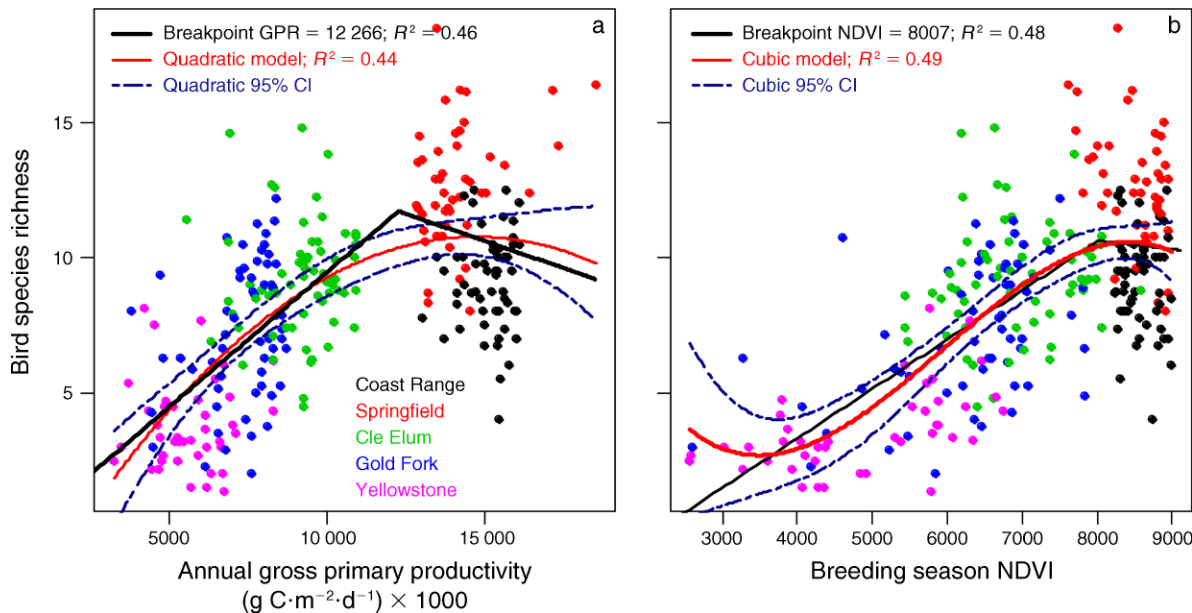 a
Breakpoint GPR = 12 266; R² = 0.46
Quadratic model; R² = 0.44
Quadratic 95% CI
15
10
5
Bird species richness
Coast Range
Springfield
Cle Elum
Gold Fork
Yellowstone
5000 10 000 15 000
Annual gross primary productivity
(g C·m⁻²·d⁻¹) × 1000
b
Breakpoint NDVI = 8007; R² = 0.48
Cubic model; R² = 0.49
Cubic 95% CI
3000 4000 5000 6000 7000 8000 9000
Breeding season NDVI